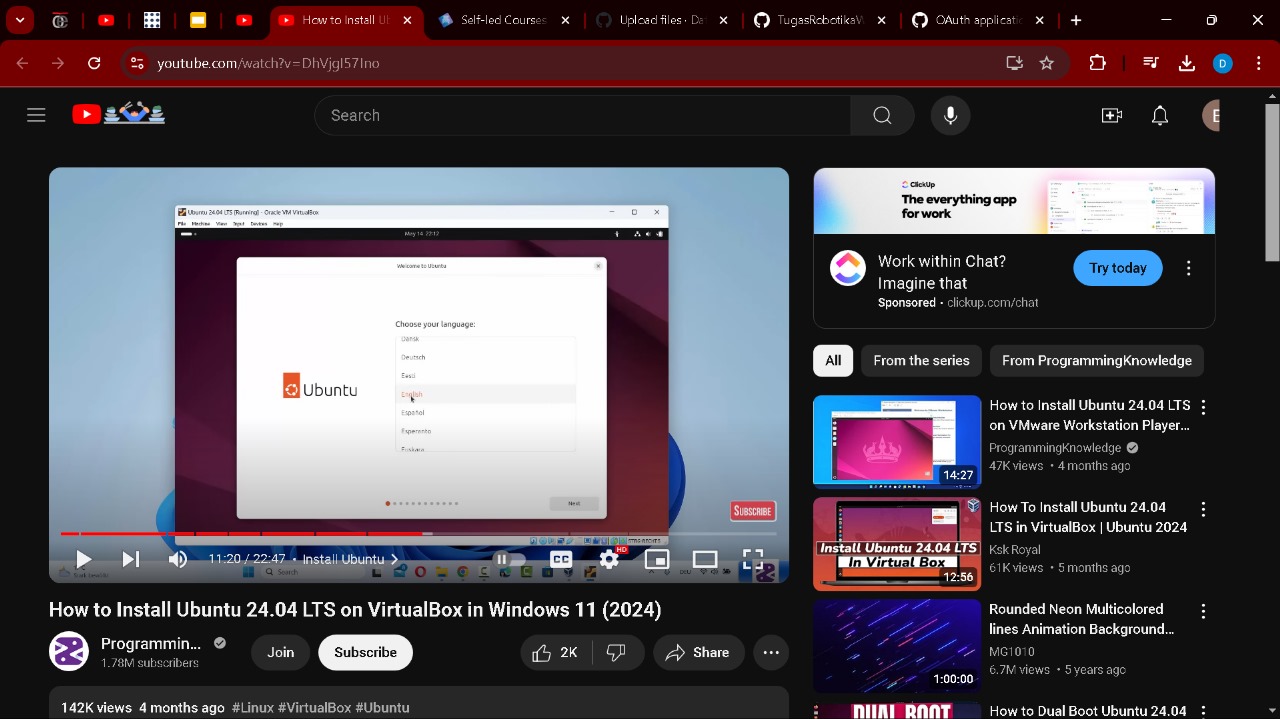 How to Install U
Self-led Courses
Upload files · Da
TugasRobotikaV
OAuth applicatio
youtube.com/watch?v=DhVjgI57Ino
D
Search
E
Ubuntu 24.04 LTS [Running] - Oracle VM VirtualBox
File Machine View Input Devices Help
May 14 22:12
Welcome to Ubuntu
Choose your language:
Dansk
Deutsch
Eesti
English
Español
Esperanto
Euskara
Ubuntu
Next
SUBSCRIBE
11:20 / 22:47 • Install Ubuntu
CC
HD
Search
ClickUp
The everything app
for work
Work within Chat?
Imagine that
Sponsored • clickup.com/chat
Try today
All
From the series
From ProgrammingKnowledge
How to Install Ubuntu 24.04 LTS
on VMware Workstation Player...
ProgrammingKnowledge
47K views • 4 months ago
14:27
How To Install Ubuntu 24.04
LTS in VirtualBox | Ubuntu 2024
Ksk Royal
61K views • 5 months ago
Install Ubuntu 24.04 LTS
In Virtual Box
12:56
Rounded Neon Multicolored
lines Animation Background...
MG1010
6.7M views • 5 years ago
1:00:00
How to Dual Boot Ubuntu 24.04
DUAL BOOT
How to Install Ubuntu 24.04 LTS on VirtualBox in Windows 11 (2024)
Programmin...
1.78M subscribers
Join
Subscribe
2K
Share
142K views 4 months ago #Linux #VirtualBox #Ubuntu